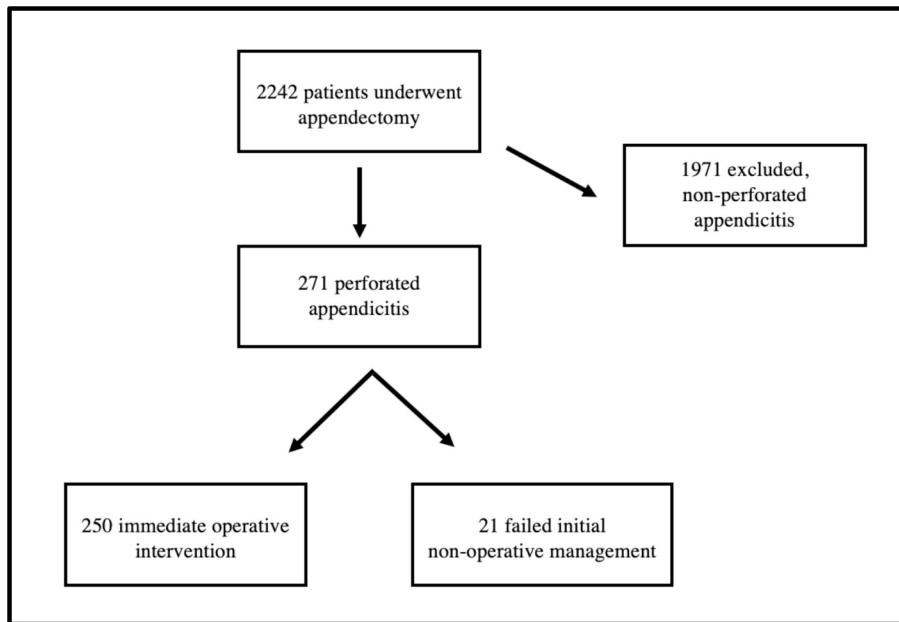 2242 patients underwent
appendectomy
1971 excluded,
non-perforated
appendicitis
271 perforated
appendicitis
250 immediate operative
intervention
21 failed initial
non-operative management